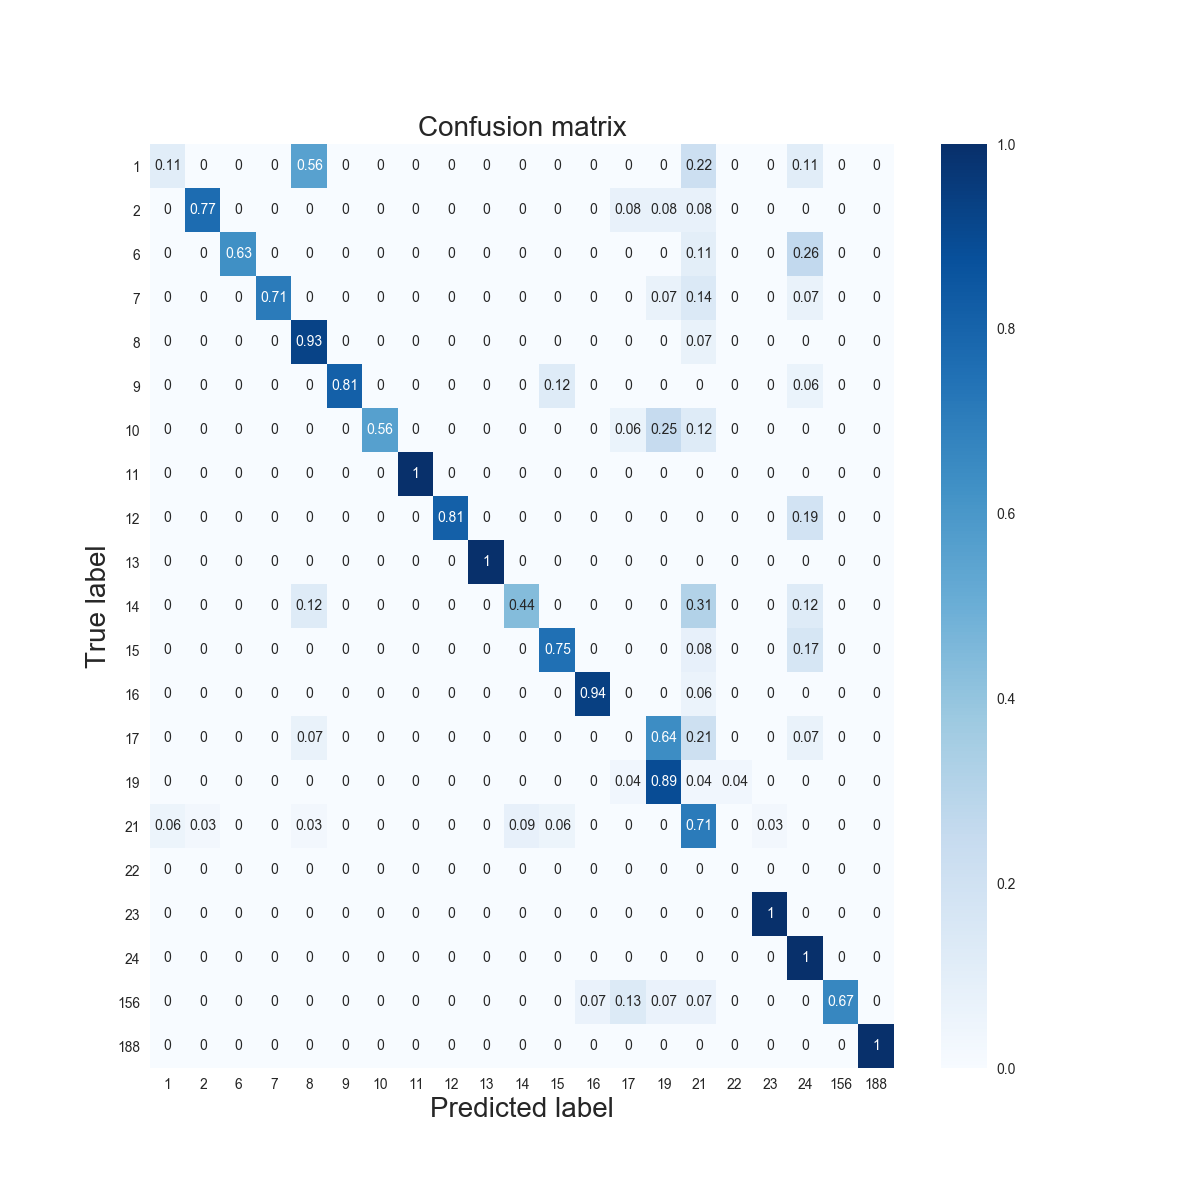 Confusion matrix
1 0.11 0 0 0 0.56 0 0 0 0 0 0 0 0 0 0 0.22 0 0 0.11 0 0
2 0 0.77 0 0 0 0 0 0 0 0 0 0 0 0.08 0.08 0.08 0 0 0 0 0
6 0 0 0.63 0 0 0 0 0 0 0 0 0 0 0 0 0.11 0 0 0.26 0 0
7 0 0 0 0.71 0 0 0 0 0 0 0 0 0 0 0.07 0.14 0 0 0.07 0 0
8 0 0 0 0 0.93 0 0 0 0 0 0 0 0 0 0 0.07 0 0 0 0 0
9 0 0 0 0 0 0.81 0 0 0 0 0 0.12 0 0 0 0 0 0 0.06 0 0
10 0 0 0 0 0 0 0.56 0 0 0 0 0 0 0.06 0.25 0.12 0 0 0 0 0
11 0 0 0 0 0 0 0 1 0 0 0 0 0 0 0 0 0 0 0 0 0
12 0 0 0 0 0 0 0 0 0.81 0 0 0 0 0 0 0 0 0 0.19 0 0
13 0 0 0 0 0 0 0 0 0 1 0 0 0 0 0 0 0 0 0 0 0
14 0 0 0 0 0.12 0 0 0 0 0 0.44 0 0 0 0 0.31 0 0 0.12 0 0
15 0 0 0 0 0 0 0 0 0 0 0 0.75 0 0 0 0.08 0 0 0.17 0 0
16 0 0 0 0 0 0 0 0 0 0 0 0 0.94 0 0 0.06 0 0 0 0 0
17 0 0 0 0 0.07 0 0 0 0 0 0 0 0 0 0.64 0.21 0 0 0.07 0 0
19 0 0 0 0 0 0 0 0 0 0 0 0 0 0.04 0.89 0.04 0.04 0 0 0 0
21 0.06 0.03 0 0 0.03 0 0 0 0 0 0.09 0.06 0 0 0 0.71 0 0.03 0 0 0
22 0 0 0 0 0 0 0 0 0 0 0 0 0 0 0 0 0 0 0 0 0
23 0 0 0 0 0 0 0 0 0 0 0 0 0 0 0 0 0 1 0 0 0
24 0 0 0 0 0 0 0 0 0 0 0 0 0 0 0 0 0 0 1 0 0
156 0 0 0 0 0 0 0 0 0 0 0 0 0.07 0.13 0.07 0.07 0 0 0 0.67 0
188 0 0 0 0 0 0 0 0 0 0 0 0 0 0 0 0 0 0 0 0 1
1 2 6 7 8 9 10 11 12 13 14 15 16 17 19 21 22 23 24 156 188
Predicted label
True label
1.0
0.8
0.6
0.4
0.2
0.0